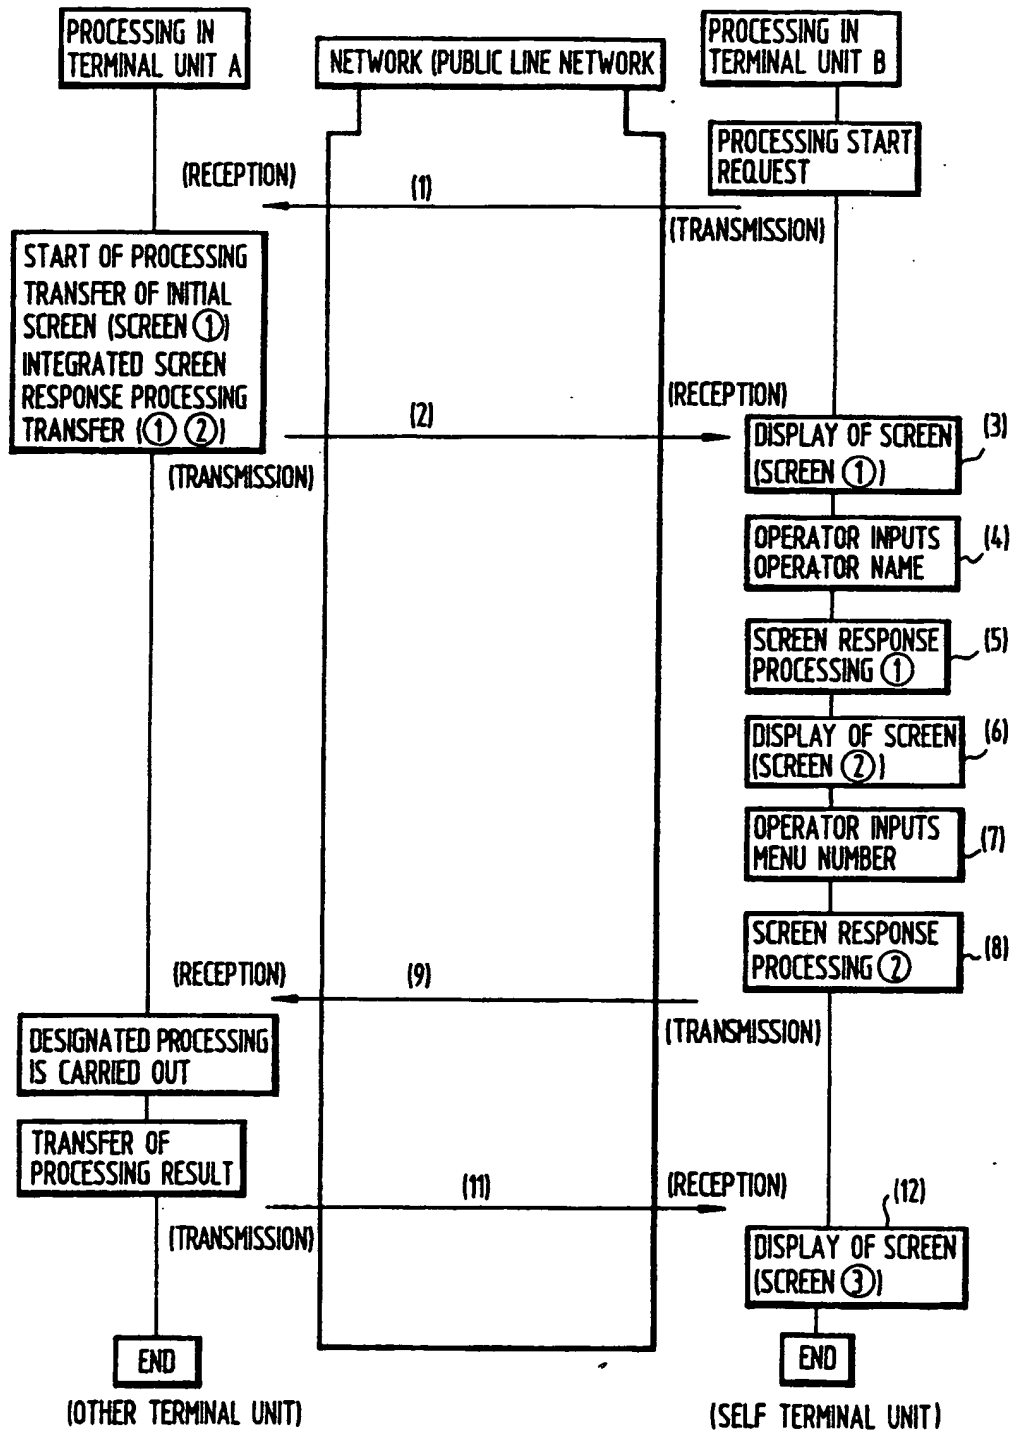 PROCESSING IN
TERMINAL UNIT A
NETWORK (PUBLIC LINE NETWORK
PROCESSING IN
TERMINAL UNIT B
PROCESSING START
REQUEST
(RECEPTION)
(1)
(TRANSMISSION)
START OF PROCESSING
TRANSFER OF INITIAL
SCREEN (SCREEN ①)
INTEGRATED SCREEN
RESPONSE PROCESSING
TRANSFER (① ②)
(TRANSMISSION)
(2)
(RECEPTION)
DISPLAY OF SCREEN
(SCREEN ①)
(3)
OPERATOR INPUTS
OPERATOR NAME
(4)
SCREEN RESPONSE
PROCESSING ①
(5)
DISPLAY OF SCREEN
(SCREEN ②)
(6)
OPERATOR INPUTS
MENU NUMBER
(7)
SCREEN RESPONSE
PROCESSING ②
(8)
(RECEPTION)
(9)
(TRANSMISSION)
DESIGNATED PROCESSING
IS CARRIED OUT
TRANSFER OF
PROCESSING RESULT
(TRANSMISSION)
(11)
(RECEPTION)
(12)
DISPLAY OF SCREEN
(SCREEN ③)
END
(OTHER TERMINAL UNIT)
END
(SELF TERMINAL UNIT)